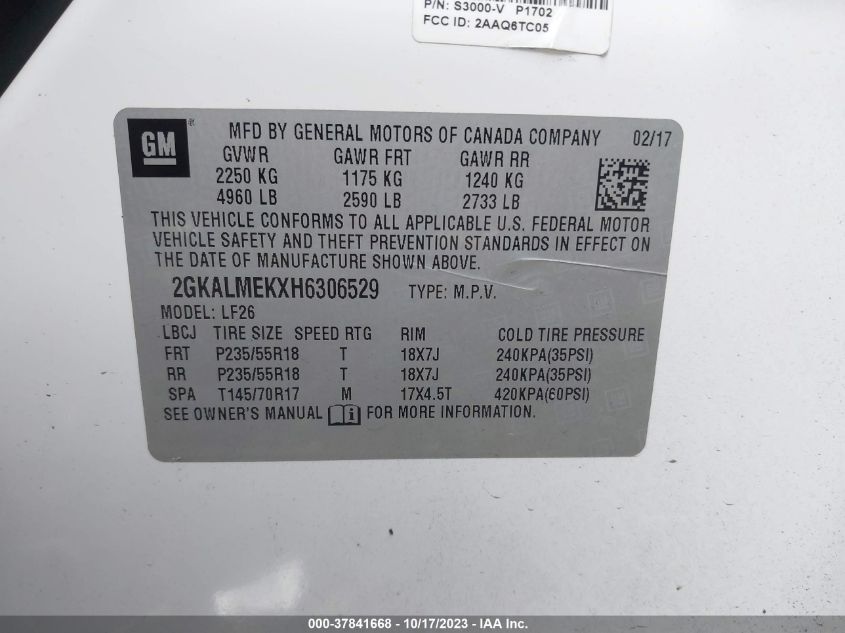 P/N: S3000-V P1702
FCC ID: 2AAQ6TC05
GM
MFD BY GENERAL MOTORS OF CANADA COMPANY 02/17
GVWR GAWR FRT GAWR RR
2250 KG 1175 KG 1240 KG
4960 LB 2590 LB 2733 LB
THIS VEHICLE CONFORMS TO ALL APPLICABLE U.S. FEDERAL MOTOR
VEHICLE SAFETY AND THEFT PREVENTION STANDARDS IN EFFECT ON
THE DATE OF MANUFACTURE SHOWN ABOVE.
2GKALMEKXH6306529 TYPE: M.P.V.
MODEL: LF26
LBCJ TIRE SIZE SPEED RTG RIM COLD TIRE PRESSURE
FRT P235/55R18 T 18X7J 240KPA(35PSI)
RR P235/55R18 T 18X7J 240KPA(35PSI)
SPA T145/70R17 M 17X4.5T 420KPA(60PSI)
SEE OWNER'S MANUAL FOR MORE INFORMATION.
000-37841668 - 10/17/2023 - IAA, Inc.